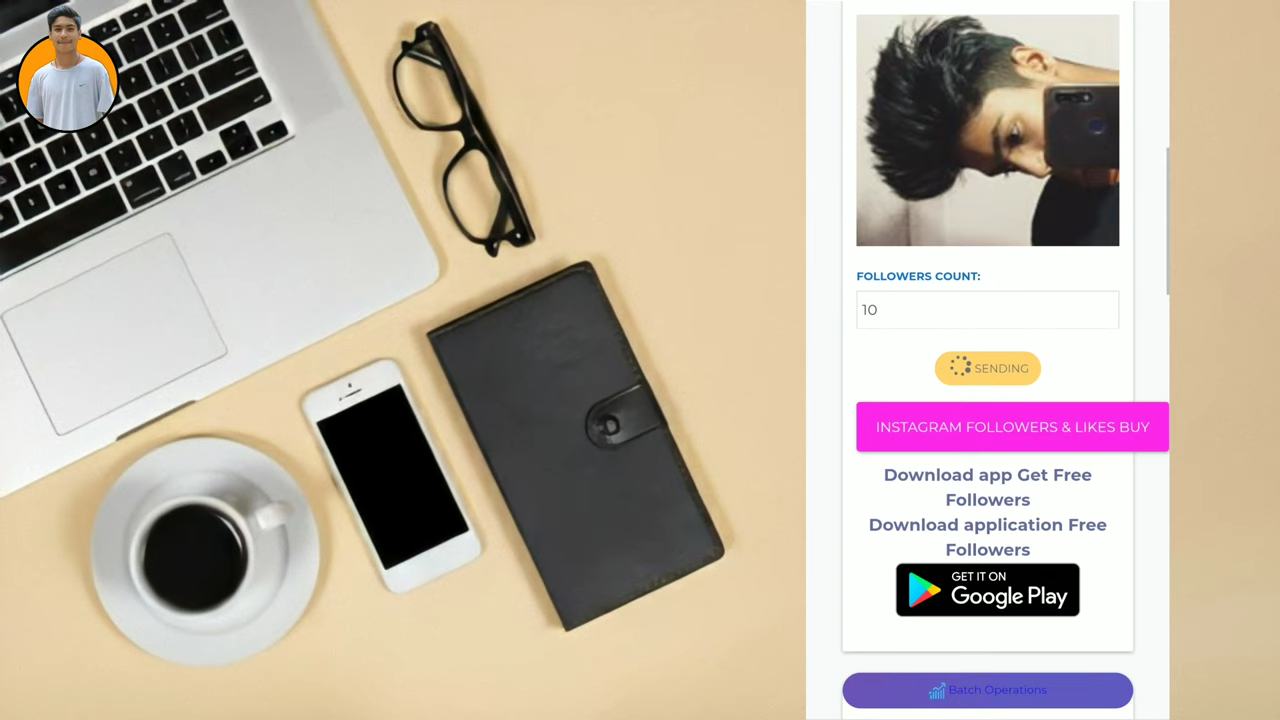 FOLLOWERS COUNT:
10
SENDING
INSTAGRAM FOLLOWERS & LIKES BUY
Download app Get Free
Followers
Download application Free
Followers
GET IT ON
Google Play
Batch Operations